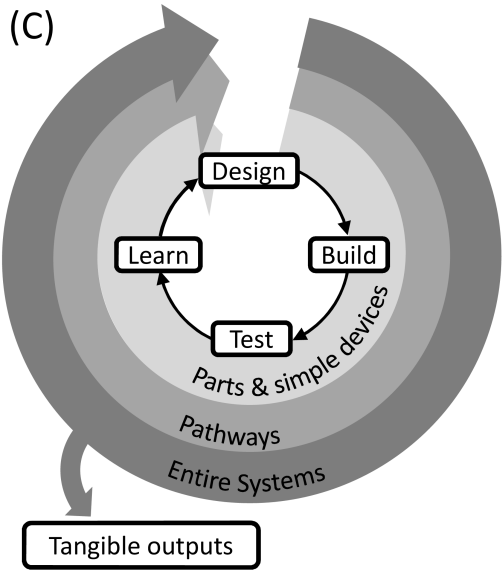 (C)
Design
Learn
Build
Test
Parts & simple devices
Pathways
Entire Systems
Tangible outputs